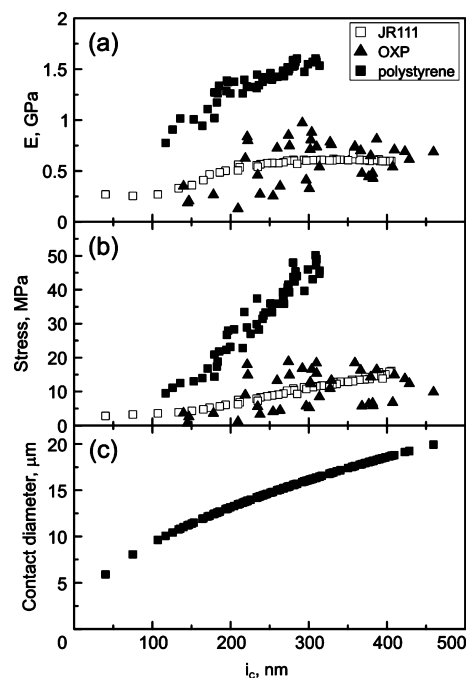 (a)
JR111
OXP
polystyrene
E, GPa
2
1.5
1
0.5
0
(b)
Stress, MPa
50
40
30
20
10
0
(c)
Contact diameter, μm
20
15
10
5
0 100 200 300 400 500
i_c, nm